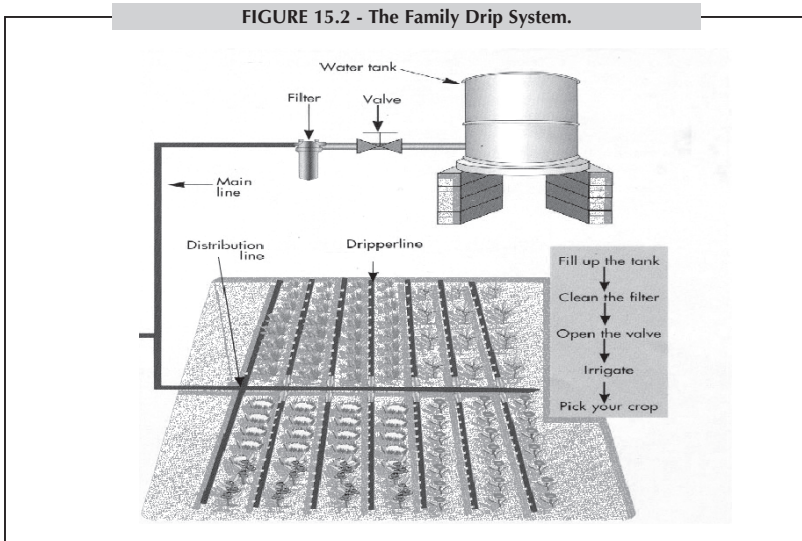 FIGURE 15.2 - The Family Drip System.
Water tank
Filter
Valve
Main
line
Distribution
line
Dripperline
Fill up the tank
Clean the filter
Open the valve
Irrigate
Pick your crop